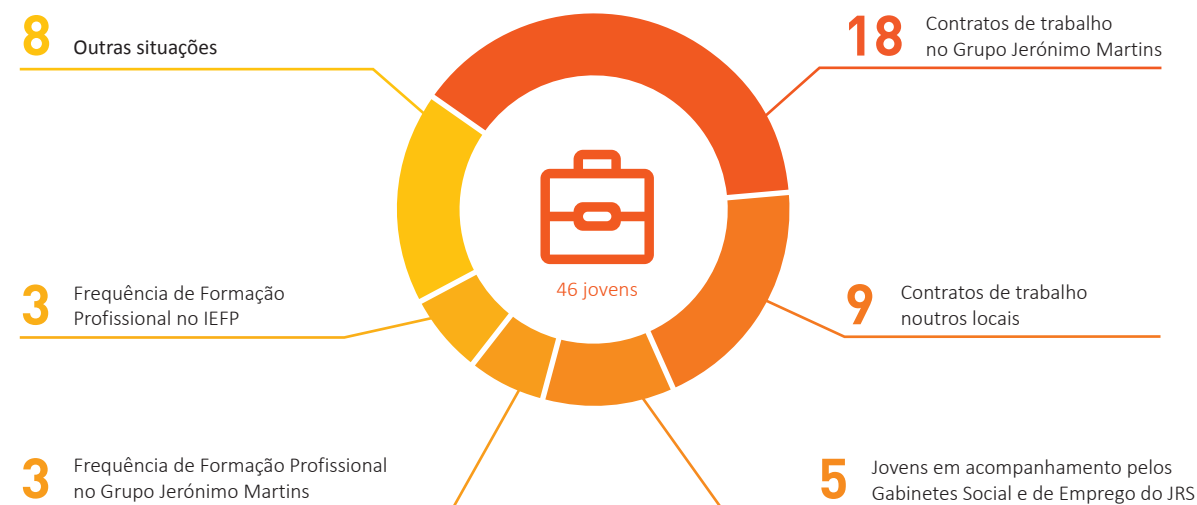 8
Outras situações
18
Contratos de trabalho
no Grupo Jerónimo Martins
46 jovens
3
Frequência de Formação
Profissional no IEFP
9
Contratos de trabalho
noutros locais
3
Frequência de Formação Profissional
no Grupo Jerónimo Martins
5
Jovens em acompanhamento pelos
Gabinetes Social e de Emprego do JRS